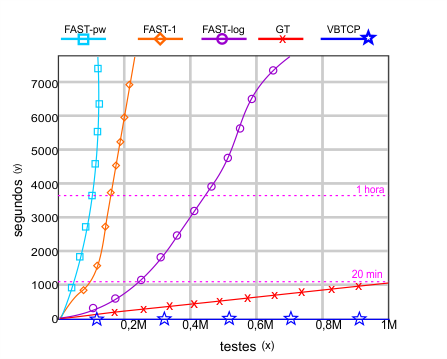 FAST-pw FAST-1 FAST-log GT VBTCP
7000
6000
5000
4000
3000
2000
1000
0
segundos (y)
1 hora
20 min
0,2M 0,4M 0,6M 0,8M 1M
testes (x)